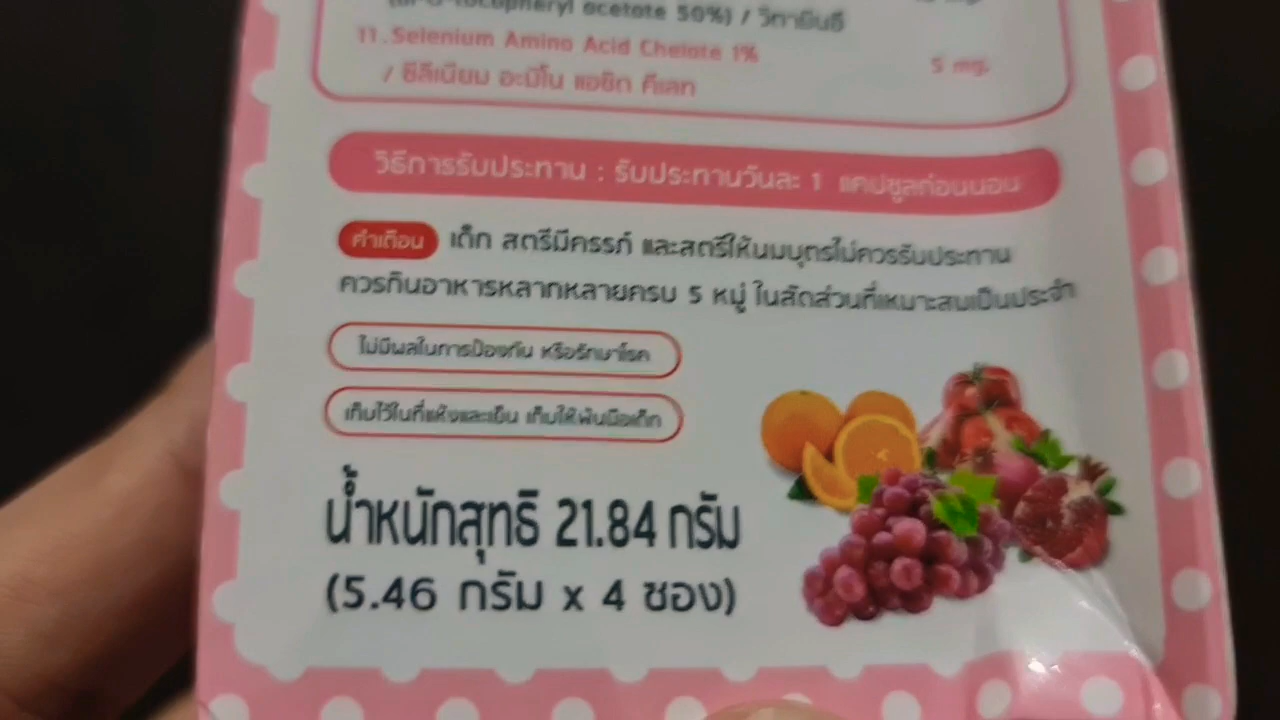 (dl-α-Tocopheryl acetate 50%) / วิตามินอี
11.Selenium Amino Acid Chelate 1% 5 mg.
/ ซีลีเนียม อะมิโน แอซิด คีเลท
วิธีการรับประทาน : รับประทานวันละ 1 แคปซูลก่อนนอน
คำเตือน เด็ก สตรีมีครรภ์ และสตรีให้นมบุตรไม่ควรรับประทาน
ควรกินอาหารหลากหลายครบ 5 หมู่ ในสัดส่วนที่เหมาะสมเป็นประจำ
ไม่มีผลในการป้องกัน หรือรักษาโรค
เก็บไว้ในที่แห้งและเย็น เก็บให้พ้นมือเด็ก
น้ำหนักสุทธิ 21.84 กรัม
(5.46 กรัม x 4 ซอง)